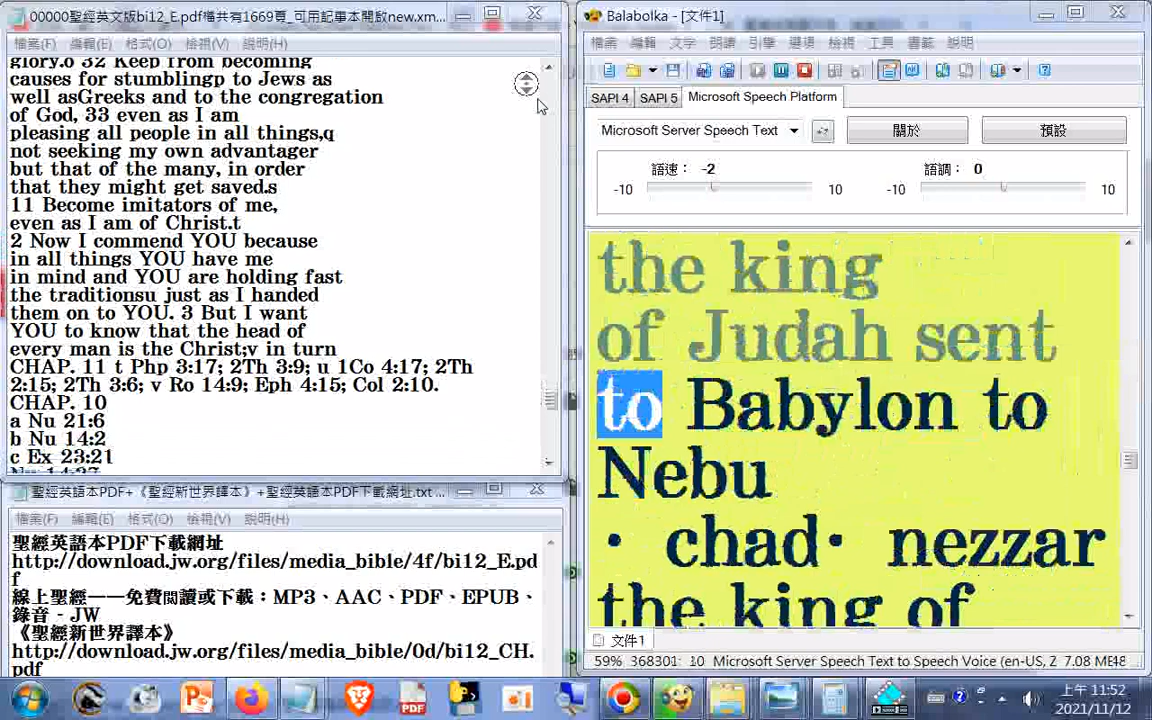 00000聖經英文版bi12_E.pdf檔共有1669頁_可用記事本開啟new.xm...
檔案(F) 編輯(E) 格式(O) 檢視(V) 說明(H)
glory.o 32 Keep from becoming
causes for stumblingp to Jews as
well asGreeks and to the congregation
of God, 33 even as I am
pleasing all people in all things,q
not seeking my own advantager
but that of the many, in order
that they might get saved.s
11 Become imitators of me,
even as I am of Christ.t
2 Now I commend YOU because
in all things YOU have me
in mind and YOU are holding fast
the traditionsu just as I handed
them on to YOU. 3 But I want
YOU to know that the head of
every man is the Christ;v in turn
CHAP. 11 t Php 3:17; 2Th 3:9; u 1Co 4:17; 2Th
2:15; 2Th 3:6; v Ro 14:9; Eph 4:15; Col 2:10.
CHAP. 10
a Nu 21:6
b Nu 14:2
c Ex 23:21
Nu 14:37
聖經英語本PDF+《聖經新世界譯本》+聖經英語本PDF下載網址.txt ...
檔案(F) 編輯(E) 格式(O) 檢視(V) 說明(H)
聖經英語本PDF下載網址
http://download.jw.org/files/media_bible/4f/bi12_E.pd
f
線上聖經──免費閱讀或下載：MP3、AAC、PDF、EPUB、
錄音 - JW
《聖經新世界譯本》
http://download.jw.org/files/media_bible/0d/bi12_CH.
pdf
Balabolka - [文件1]
檔案 編輯 文字 朗讀 引擎 選項 檢視 工具 書籤 說明
SAPI 4 SAPI 5 Microsoft Speech Platform
Microsoft Server Speech Text 關於 預設
語速： -2 語調： 0
-10 10 -10 10
the king
of Judah sent
to Babylon to
Nebu
· chad· nezzar
the king of
文件1
59% 368301: 10 Microsoft Server Speech Text to Speech Voice (en-US, Z 7.08 ME48
上午 11:52
2021/11/12